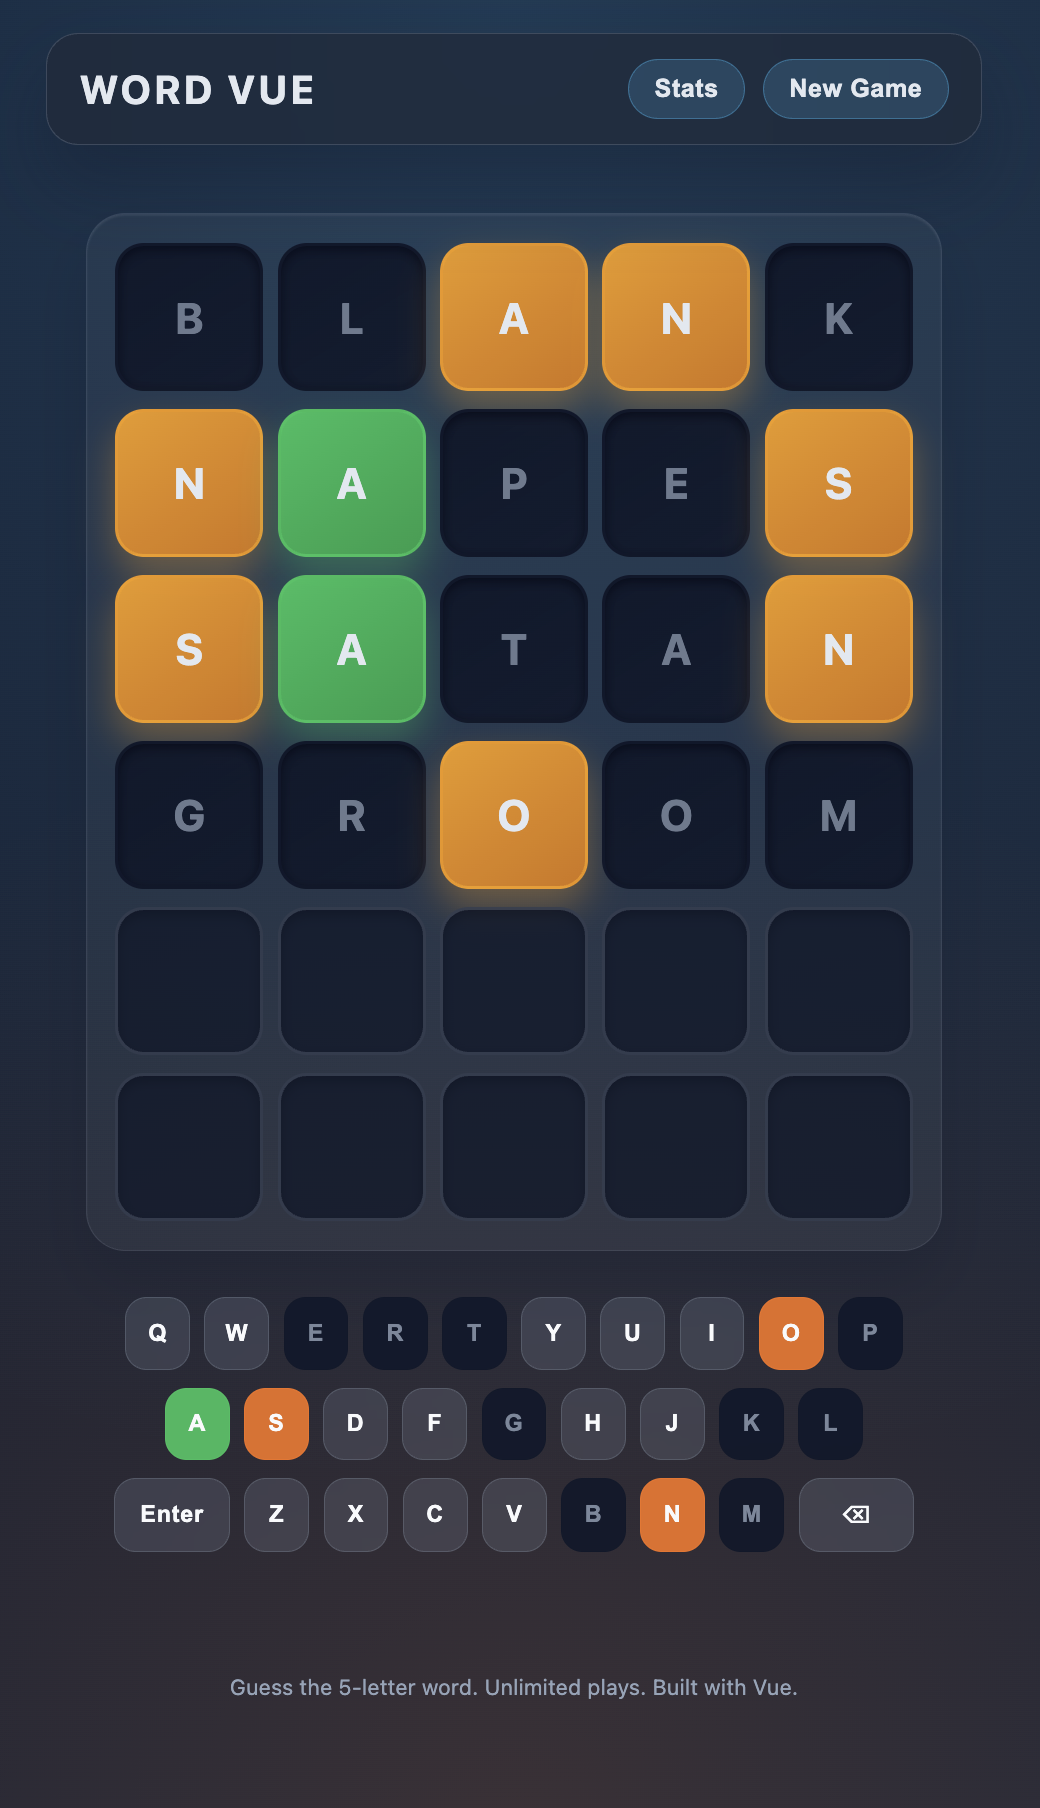 WORD VUE Stats New Game
B L A N K
N A P E S
S A T A N
G R O O M
Q W E R T Y U I O P
A S D F G H J K L
Enter Z X C V B N M
Guess the 5-letter word. Unlimited plays. Built with Vue.